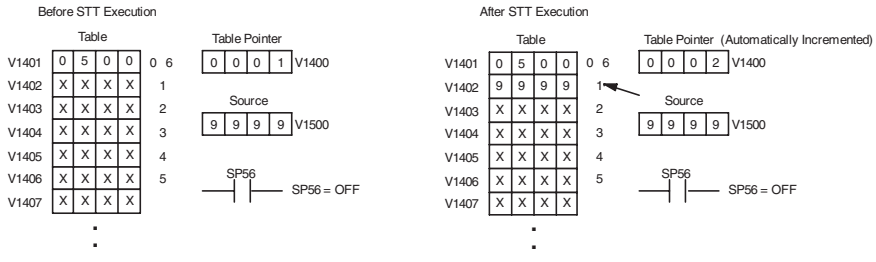 Before STT Execution
Table
Table Pointer
V1401 0 5 0 0 0 6 0 0 0 1 V1400
V1402 X X X X 1
V1403 X X X X 2 Source
V1404 X X X X 3 9 9 9 9 V1500
V1405 X X X X 4
V1406 X X X X 5 SP56
SP56 = OFF
V1407 X X X X
After STT Execution
Table
Table Pointer (Automatically Incremented)
V1401 0 5 0 0 0 6 0 0 0 2 V1400
V1402 9 9 9 9 1
V1403 X X X X 2 Source
V1404 X X X X 3 9 9 9 9 V1500
V1405 X X X X 4
V1406 X X X X 5 SP56
SP56 = OFF
V1407 X X X X